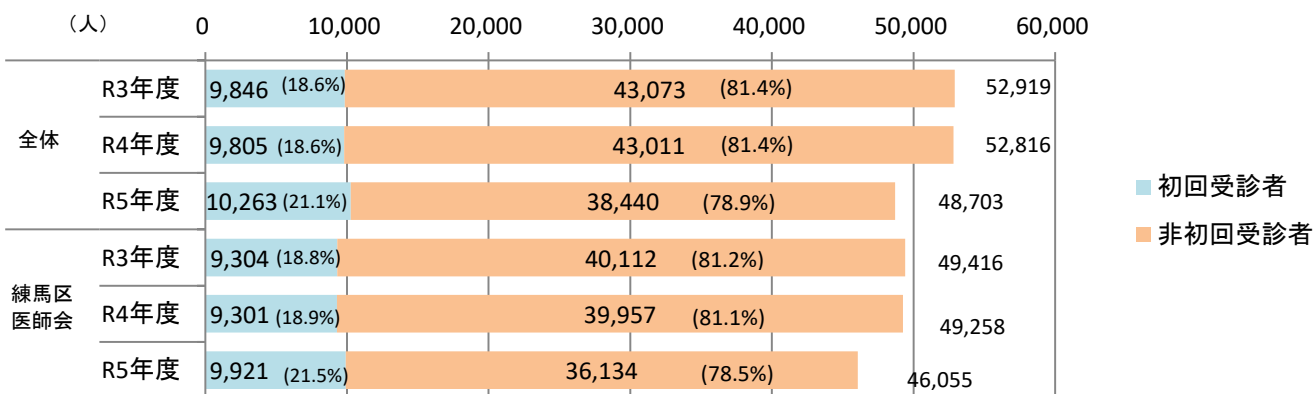 （人） 0 10,000 20,000 30,000 40,000 50,000 60,000
全体
R3年度 9,846 (18.6%) 43,073 (81.4%) 52,919
R4年度 9,805 (18.6%) 43,011 (81.4%) 52,816
R5年度 10,263 (21.1%) 38,440 (78.9%) 48,703
練馬区
医師会
R3年度 9,304 (18.8%) 40,112 (81.2%) 49,416
R4年度 9,301 (18.9%) 39,957 (81.1%) 49,258
R5年度 9,921 (21.5%) 36,134 (78.5%) 46,055
初回受診者
非初回受診者